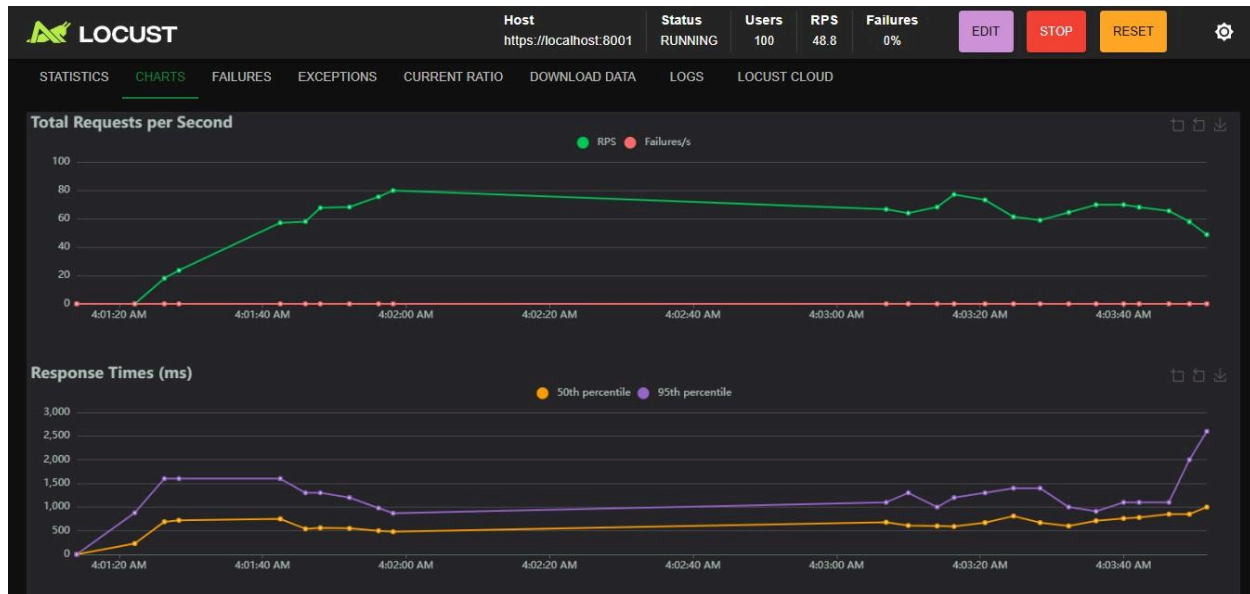 LOCUST
Host
https://localhost:8001
Status
RUNNING
Users
100
RPS
48.8
Failures
0%
EDIT
STOP
RESET
STATISTICS CHARTS FAILURES EXCEPTIONS CURRENT RATIO DOWNLOAD DATA LOGS LOCUST CLOUD
Total Requests per Second
RPS Failures/s
100
80
60
40
20
0
4:01:20 AM 4:01:40 AM 4:02:00 AM 4:02:20 AM 4:02:40 AM 4:03:00 AM 4:03:20 AM 4:03:40 AM
Response Times (ms)
50th percentile 95th percentile
3,000
2,500
2,000
1,500
1,000
500
0
4:01:20 AM 4:01:40 AM 4:02:00 AM 4:02:20 AM 4:02:40 AM 4:03:00 AM 4:03:20 AM 4:03:40 AM